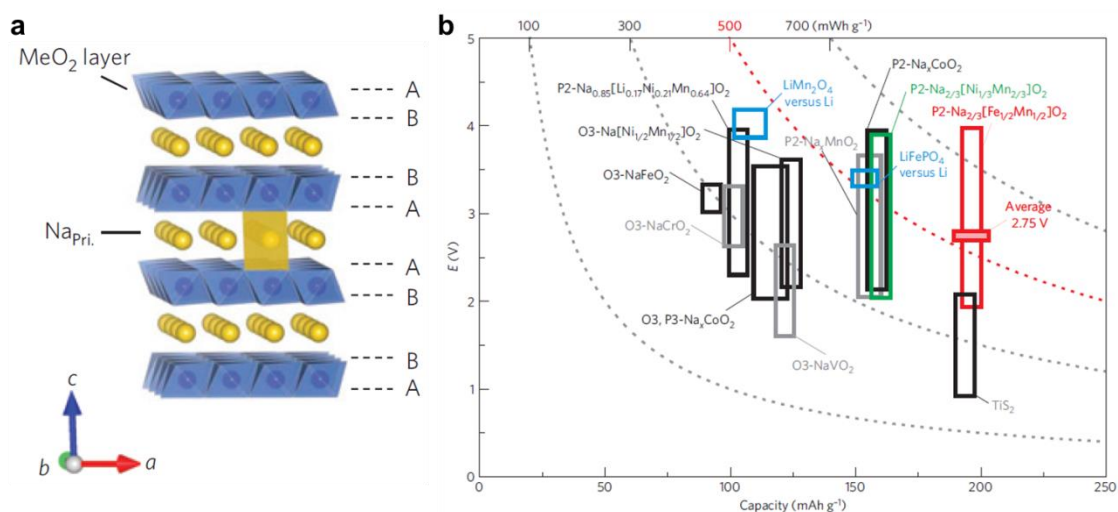 a
MeO₂ layer
A
B
B
A
Na_Pri.
A
B
B
A
c
b
a
b
100
300
500
700 (mWh g⁻¹)
5
4
3
2
1
0
E (V)
P2-Na₀.₈₅[Li₀.₁₇Ni₀.₂₁Mn₀.₆₄]O₂
LiMn₂O₄
versus Li
P2-NaₓCoO₂
P2-Na₂/₃[Ni₁/₃Mn₂/₃]O₂
P2-Na₂/₃[Fe₁/₂Mn₁/₂]O₂
O3-Na[Ni₁/₂Mn₁/₂]O₂
P2-NaₓMnO₂
LiFePO₄
versus Li
O3-NaFeO₂
O3-NaCrO₂
Average
2.75 V
O3, P3-NaₓCoO₂
O3-NaVO₂
TiS₂
0
50
100
150
200
250
Capacity (mAh g⁻¹)